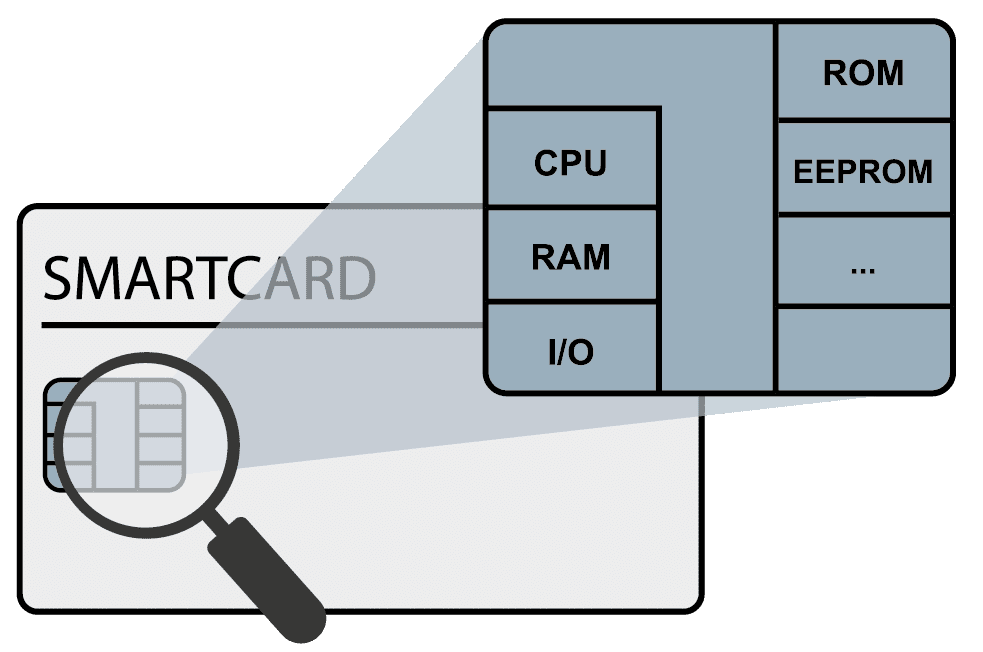 SMARTCARD
CPU
RAM
I/O
ROM
EEPROM
...